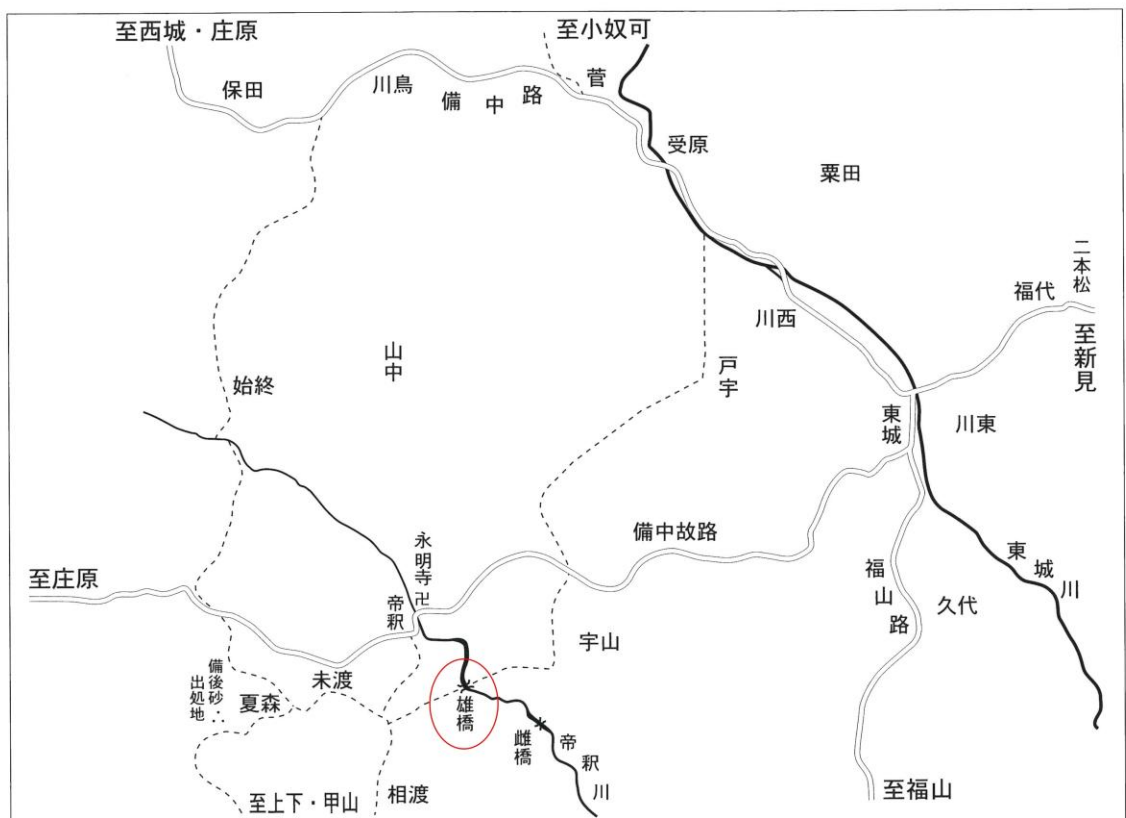 至西城・庄原
至小奴可
保田
川鳥
備中路
菅
受原
粟田
二本松
福代
至新見
川西
山中
戸宇
始終
東城
川東
備中故路
永明寺卍
帝釈
至庄原
東城川
福山路
久代
宇山
備後砂・出処地
夏森
未渡
雄橋
雌橋
帝釈川
相渡
至上下・甲山
至福山